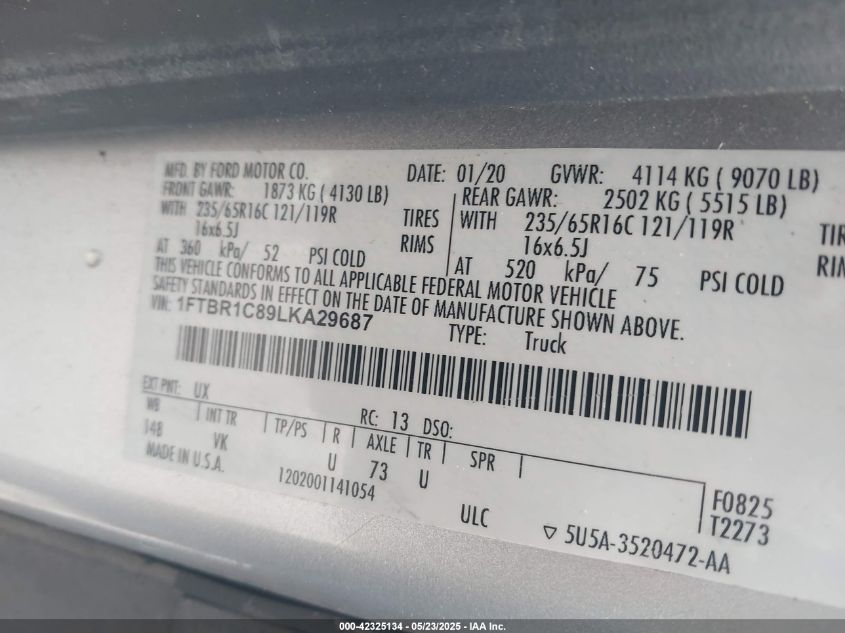 MFD. BY FORD MOTOR CO. DATE: 01/20 GVWR: 4114 KG ( 9070 LB)
FRONT GAWR: 1873 KG ( 4130 LB) REAR GAWR: 2502 KG ( 5515 LB)
WITH 235/65R16C 121/119R TIRES WITH 235/65R16C 121/119R TIR
16x6.5J RIMS 16x6.5J RIM
AT 360 kPa/ 52 PSI COLD AT 520 kPa/ 75 PSI COLD
THIS VEHICLE CONFORMS TO ALL APPLICABLE FEDERAL MOTOR VEHICLE
SAFETY STANDARDS IN EFFECT ON THE DATE OF MANUFACTURE SHOWN ABOVE.
VIN: 1FTBR1C89LKA29687 TYPE: Truck
EXT PNT: UX RC: 13 DSO:
WB INT TR TP/PS R AXLE TR SPR
148 VK U 73 U
MADE IN U.S.A. 1202001141054 ULC
F0825
T2273
▽ 5U5A-3520472-AA
000-42325134 - 05/23/2025 - IAA Inc.